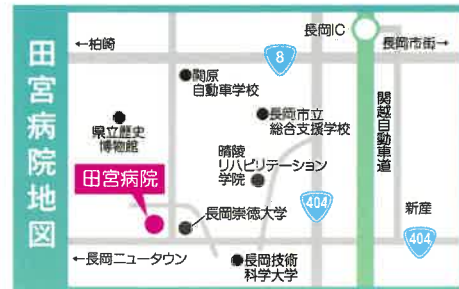 田宮病院地図
←柏崎
長岡IC
長岡市街→
8
関原
自動車学校
長岡市立
総合支援学校
県立歴史
博物館
晴陵
リハビリテーション
学院
関越自動車道
田宮病院
404
新産
長岡崇徳大学
404
←長岡ニュータウン
長岡技術
科学大学